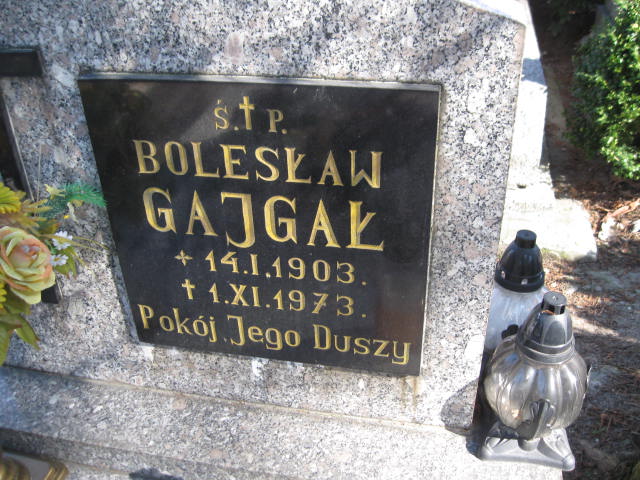 Ś.†P.
BOLESŁAW
GAJGAŁ
+ 14.I.1903.
† 1.XI.1973.
Pokój Jego Duszy